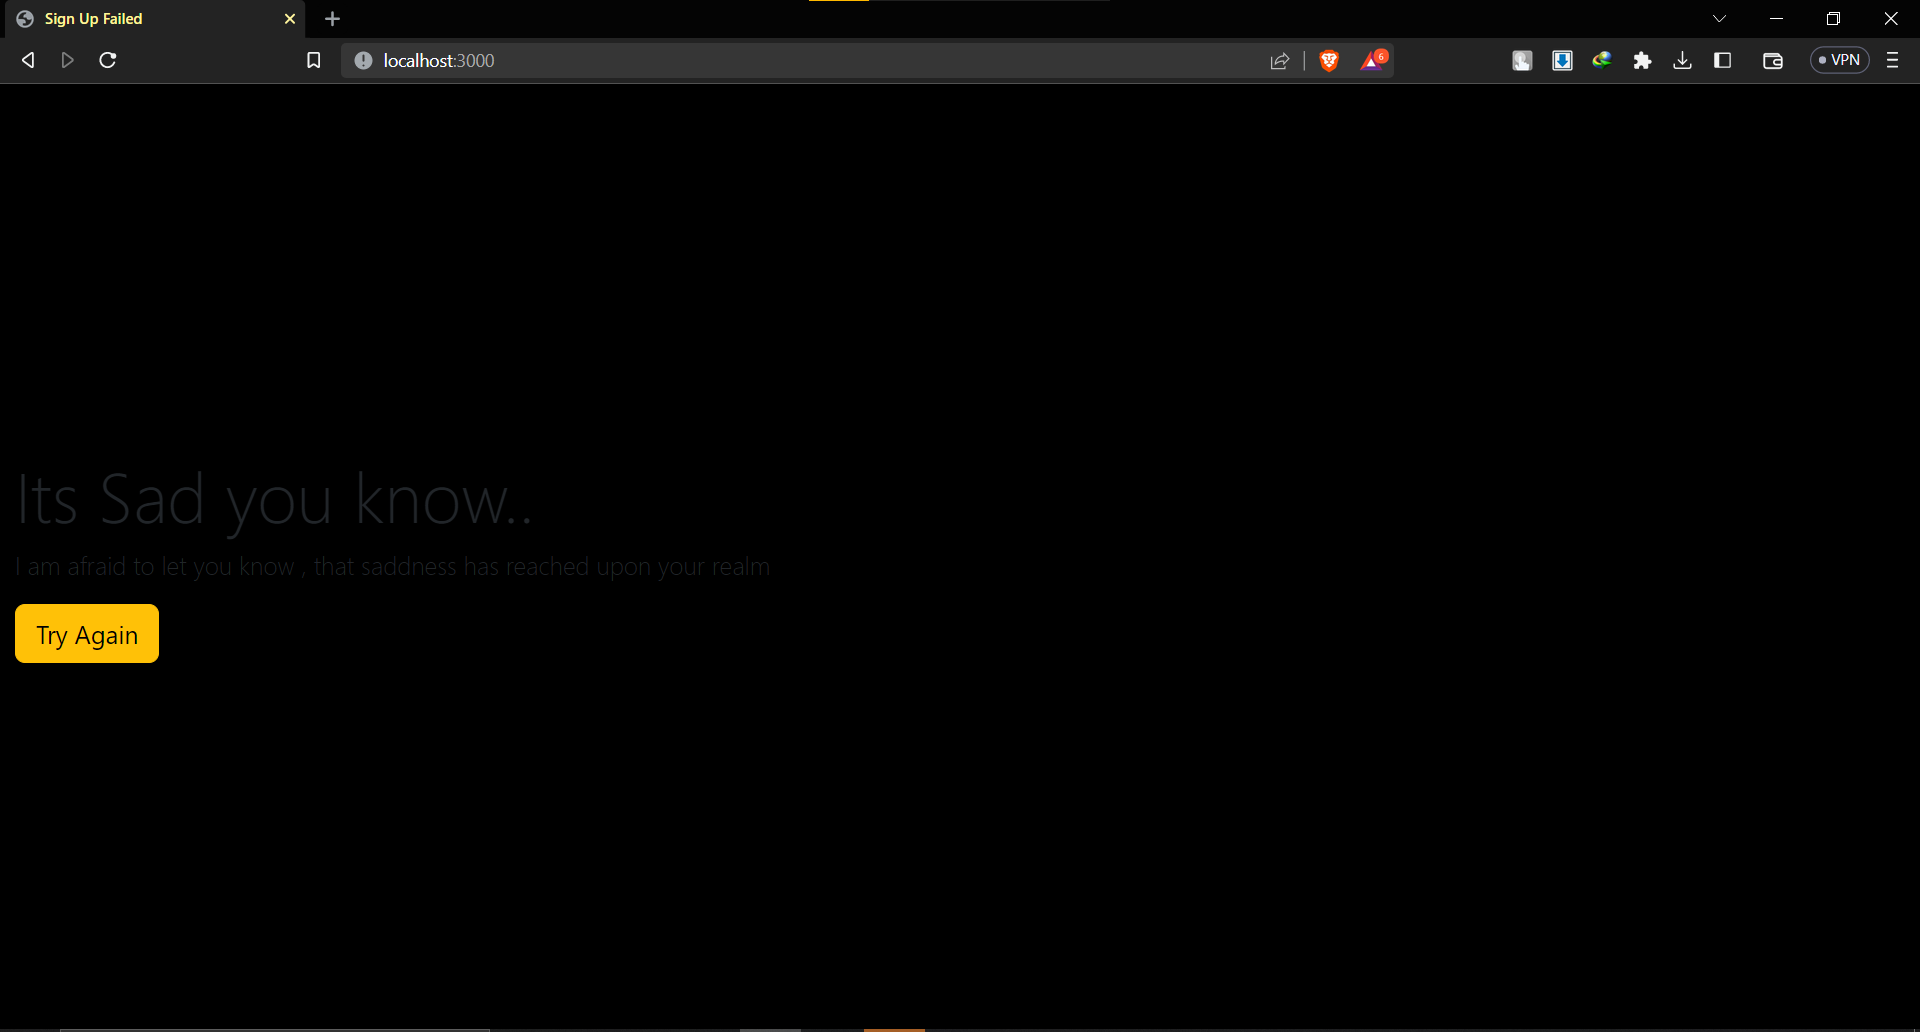 Sign Up Failed
localhost:3000
6
VPN
Its Sad you know..
I am afraid to let you know , that saddness has reached upon your realm
Try Again